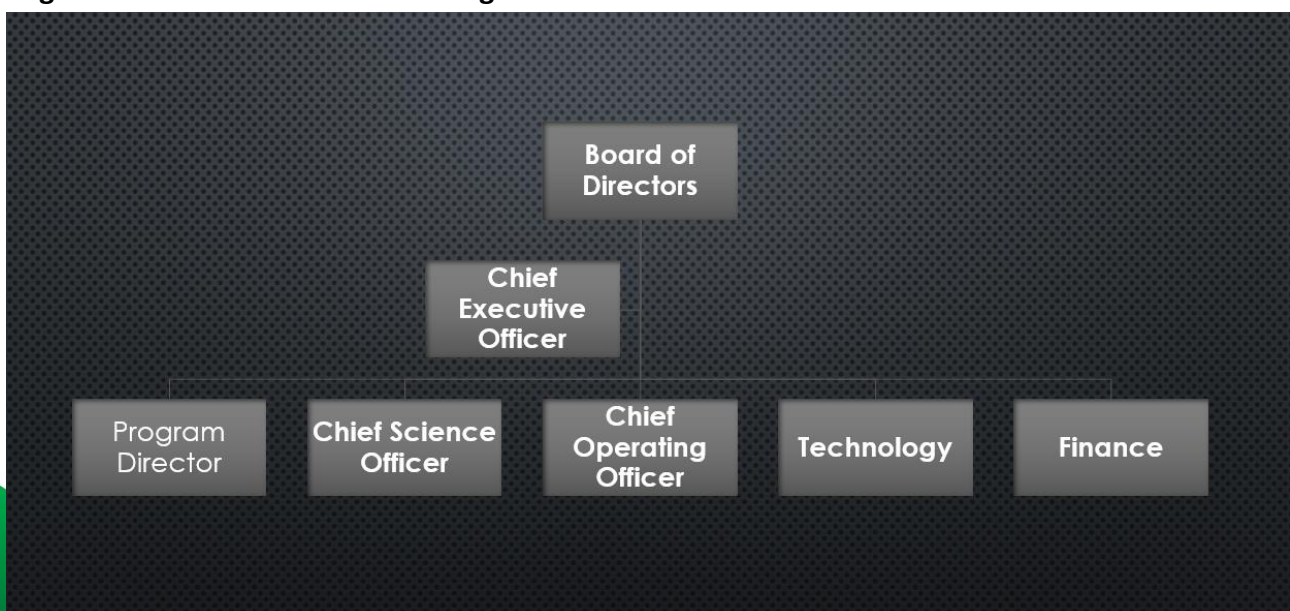 Board of
Directors
Chief
Executive
Officer
Program
Director
Chief Science
Officer
Chief
Operating
Officer
Technology
Finance